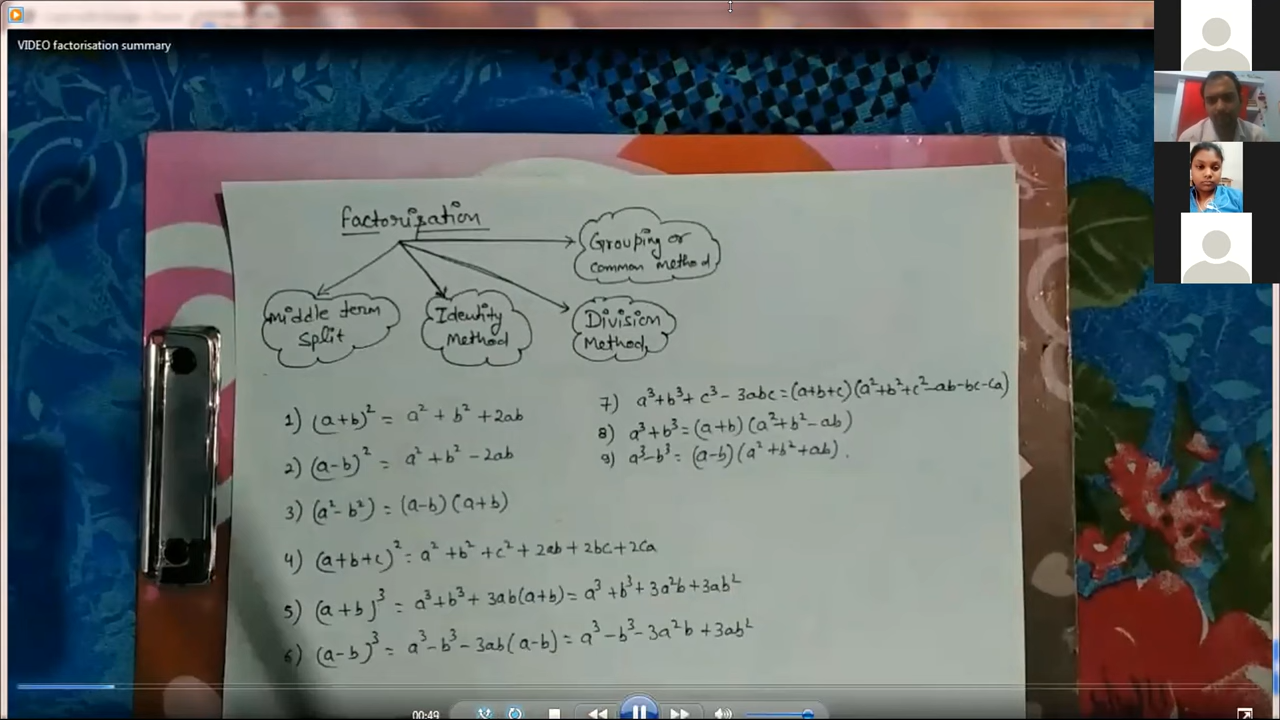 VIDEO factorisation summary
factorisation
Grouping or
common method
middle term
split
Identity
method
Division
Method,
1) (a+b)² = a² + b² + 2ab
2) (a-b)² = a² + b² - 2ab
3) (a² - b²) = (a-b) (a+b)
4) (a+b+c)² = a² + b² + c² + 2ab + 2bc + 2ca
5) (a+b)³ = a³ + b³ + 3ab(a+b) = a³ + b³ + 3a²b + 3ab²
6) (a-b)³ = a³ - b³ - 3ab(a-b) = a³ - b³ - 3a²b + 3ab²
7) a³ + b³ + c³ - 3abc = (a+b+c) (a² + b² + c² - ab - bc - ca)
8) a³ + b³ = (a+b) (a² + b² - ab)
9) a³ - b³ = (a-b) (a² + b² + ab) .
00:49